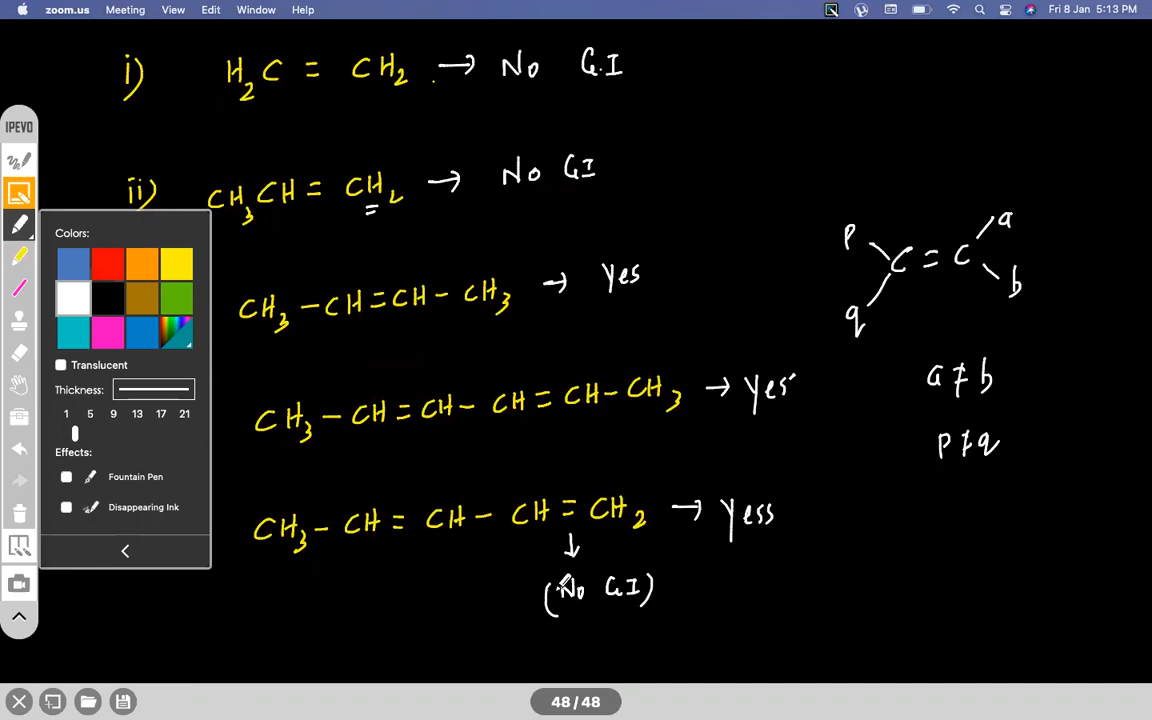 zoom.us Meeting View Edit Window Help Fri 8 Jan 5:13 PM
i) H2C = CH2 → No G.I
IPEVO
ii) CH3CH = CH2 → No GI
Colors:
CH3 – CH = CH – CH3 → Yes
p q C = C a b
Translucent
Thickness:
1 5 9 13 17 21
CH3 – CH = CH – CH = CH – CH3 → Yes
a ≠ b
p ≠ q
Effects:
Fountain Pen
Disappearing Ink
CH3 – CH = CH – CH = CH2 → Yess
↓
(No GI)
48/48